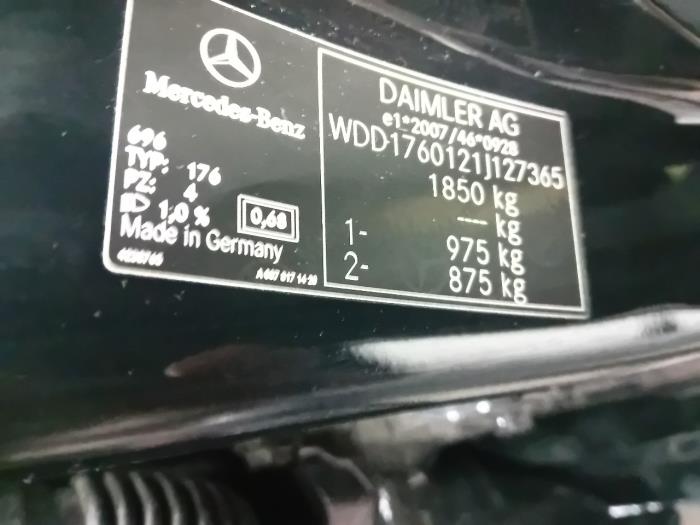 Mercedes-Benz
696
TYP: 176
PZ: 4
1,0 %
0,68
Made in Germany
DAIMLER AG
e1*2007/46*0928
WDD1760121J127365
1850 kg
---- kg
1- 975 kg
2- 875 kg